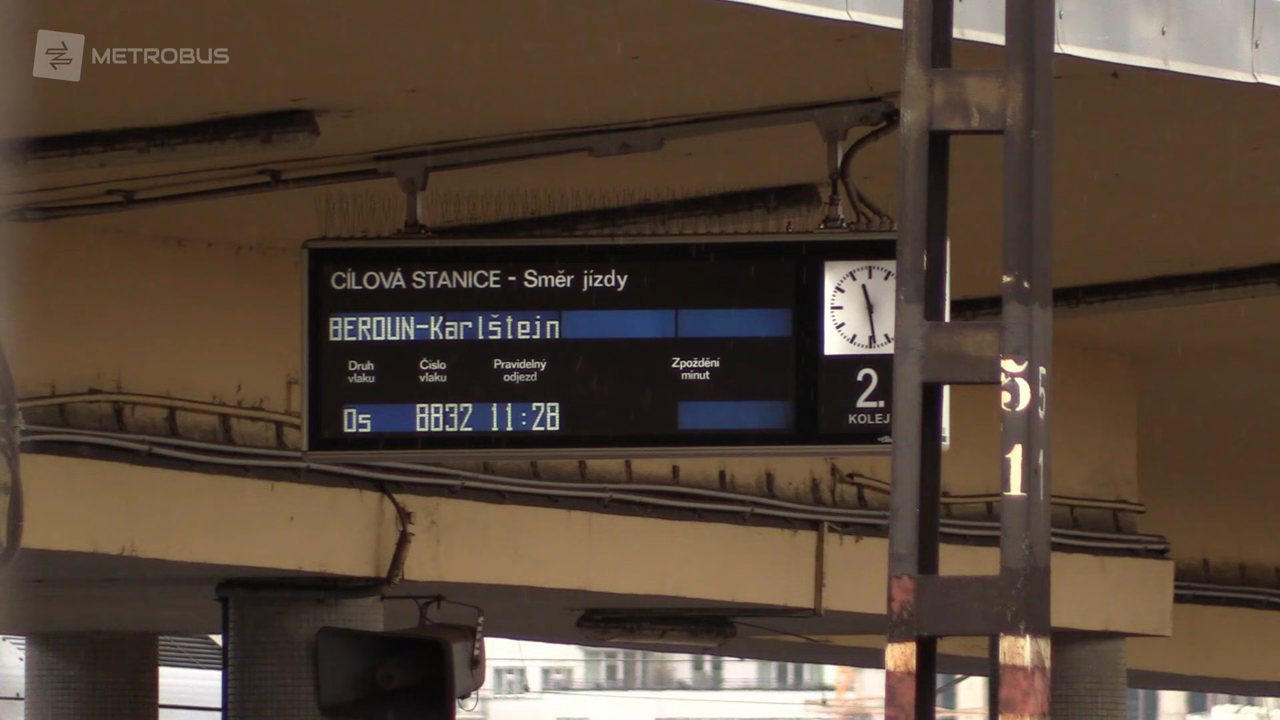 METROBUS
CÍLOVÁ STANICE - Směr jízdy
BEROUN-Karlštejn
Druh vlaku
Číslo vlaku
Pravidelný odjezd
Zpoždění minut
Os 8832 11:28
2.
KOLEJ
Š 5
1 1